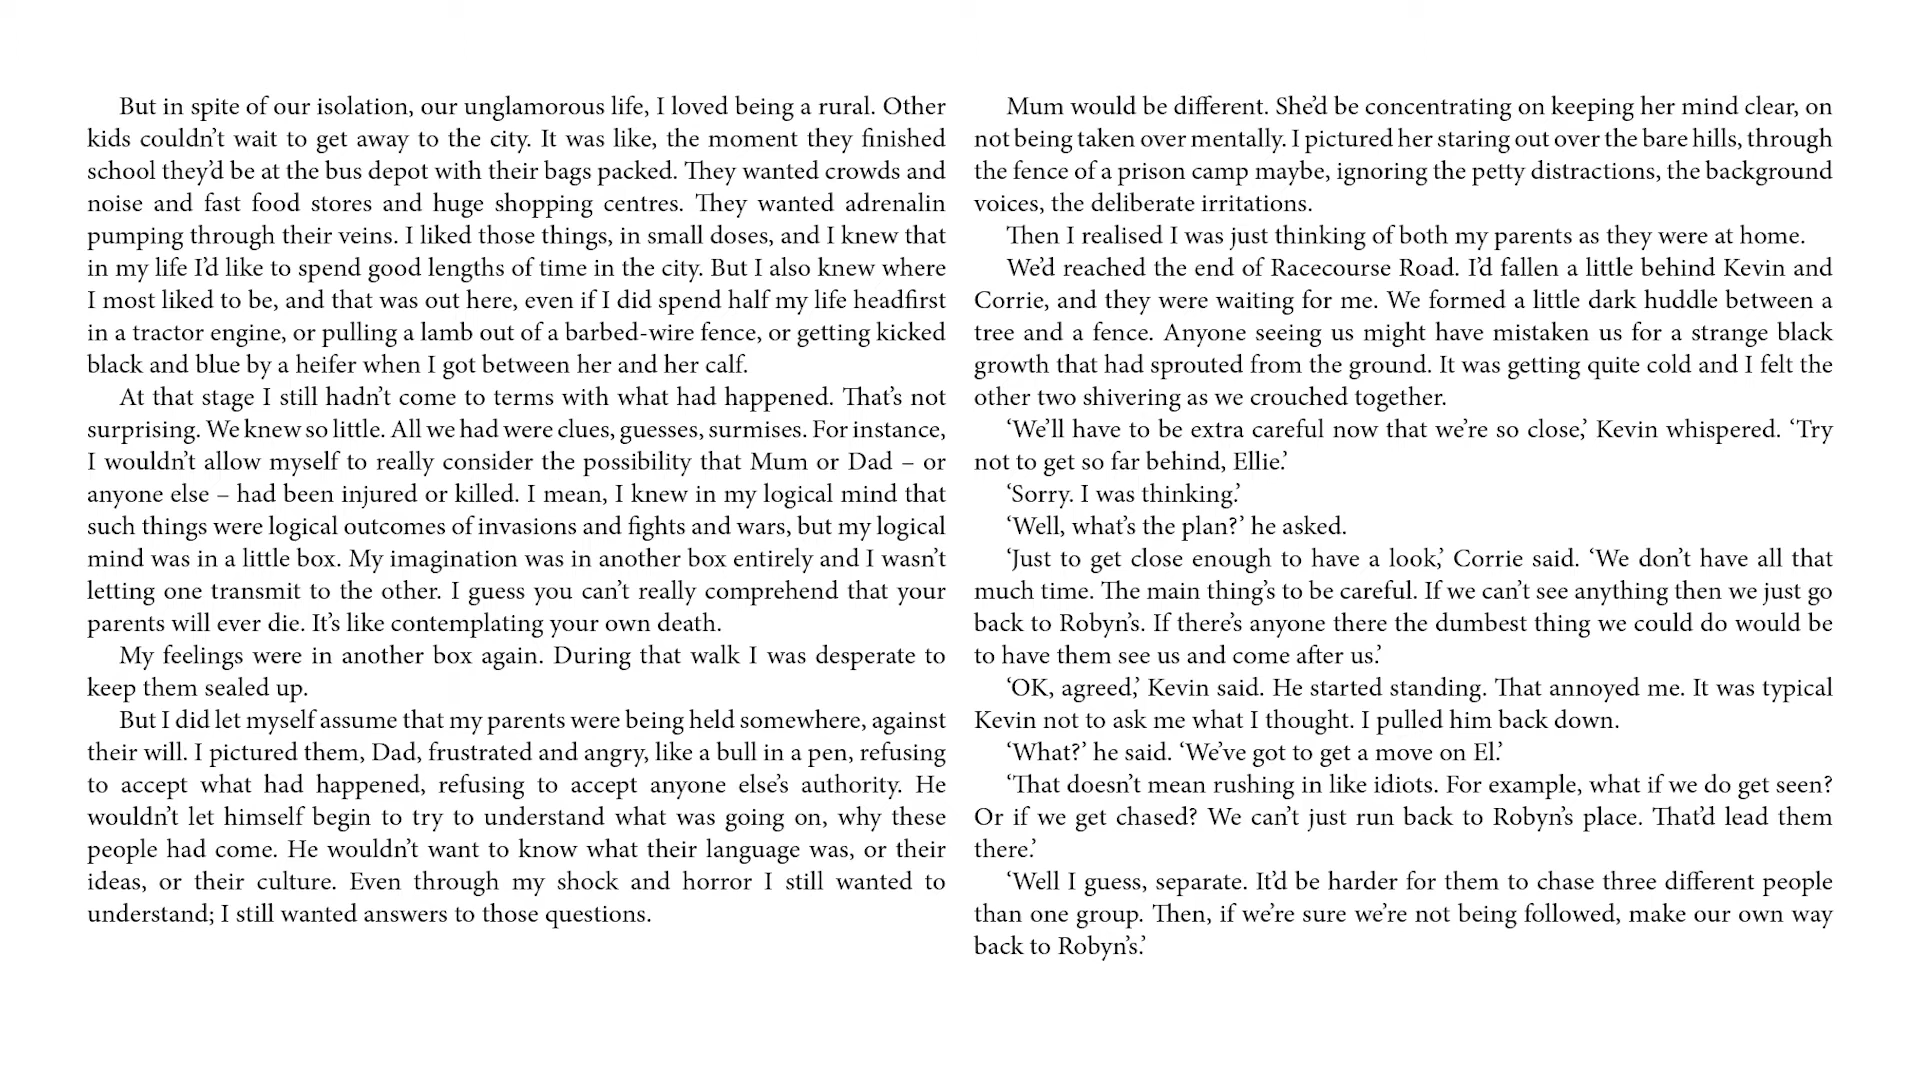 But in spite of our isolation, our unglamorous life, I loved being a rural. Other
kids couldn’t wait to get away to the city. It was like, the moment they finished
school they’d be at the bus depot with their bags packed. They wanted crowds and
noise and fast food stores and huge shopping centres. They wanted adrenalin
pumping through their veins. I liked those things, in small doses, and I knew that
in my life I’d like to spend good lengths of time in the city. But I also knew where
I most liked to be, and that was out here, even if I did spend half my life headfirst
in a tractor engine, or pulling a lamb out of a barbed-wire fence, or getting kicked
black and blue by a heifer when I got between her and her calf.
At that stage I still hadn’t come to terms with what had happened. That’s not
surprising. We knew so little. All we had were clues, guesses, surmises. For instance,
I wouldn’t allow myself to really consider the possibility that Mum or Dad – or
anyone else – had been injured or killed. I mean, I knew in my logical mind that
such things were logical outcomes of invasions and fights and wars, but my logical
mind was in a little box. My imagination was in another box entirely and I wasn’t
letting one transmit to the other. I guess you can’t really comprehend that your
parents will ever die. It’s like contemplating your own death.
My feelings were in another box again. During that walk I was desperate to
keep them sealed up.
But I did let myself assume that my parents were being held somewhere, against
their will. I pictured them, Dad, frustrated and angry, like a bull in a pen, refusing
to accept what had happened, refusing to accept anyone else’s authority. He
wouldn’t let himself begin to try to understand what was going on, why these
people had come. He wouldn’t want to know what their language was, or their
ideas, or their culture. Even through my shock and horror I still wanted to
understand; I still wanted answers to those questions.
Mum would be different. She’d be concentrating on keeping her mind clear, on
not being taken over mentally. I pictured her staring out over the bare hills, through
the fence of a prison camp maybe, ignoring the petty distractions, the background
voices, the deliberate irritations.
Then I realised I was just thinking of both my parents as they were at home.
We’d reached the end of Racecourse Road. I’d fallen a little behind Kevin and
Corrie, and they were waiting for me. We formed a little dark huddle between a
tree and a fence. Anyone seeing us might have mistaken us for a strange black
growth that had sprouted from the ground. It was getting quite cold and I felt the
other two shivering as we crouched together.
‘We’ll have to be extra careful now that we’re so close,’ Kevin whispered. ‘Try
not to get so far behind, Ellie.’
‘Sorry. I was thinking.’
‘Well, what’s the plan?’ he asked.
‘Just to get close enough to have a look,’ Corrie said. ‘We don’t have all that
much time. The main thing’s to be careful. If we can’t see anything then we just go
back to Robyn’s. If there’s anyone there the dumbest thing we could do would be
to have them see us and come after us.’
‘OK, agreed,’ Kevin said. He started standing. That annoyed me. It was typical
Kevin not to ask me what I thought. I pulled him back down.
‘What?’ he said. ‘We’ve got to get a move on El.’
‘That doesn’t mean rushing in like idiots. For example, what if we do get seen?
Or if we get chased? We can’t just run back to Robyn’s place. That’d lead them
there.’
‘Well I guess, separate. It’d be harder for them to chase three different people
than one group. Then, if we’re sure we’re not being followed, make our own way
back to Robyn’s.’